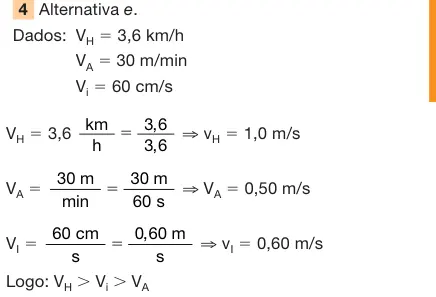 4 Alternativa e.
Dados: V_H = 3,6 km/h
V_A = 30 m/min
V_i = 60 cm/s
V_H = 3,6 km/h = 3,6/3,6 ⇒ v_H = 1,0 m/s
V_A = 30 m/min = 30 m/60 s ⇒ V_A = 0,50 m/s
V_I = 60 cm/s = 0,60 m/s ⇒ v_I = 0,60 m/s
Logo: V_H > V_i > V_A